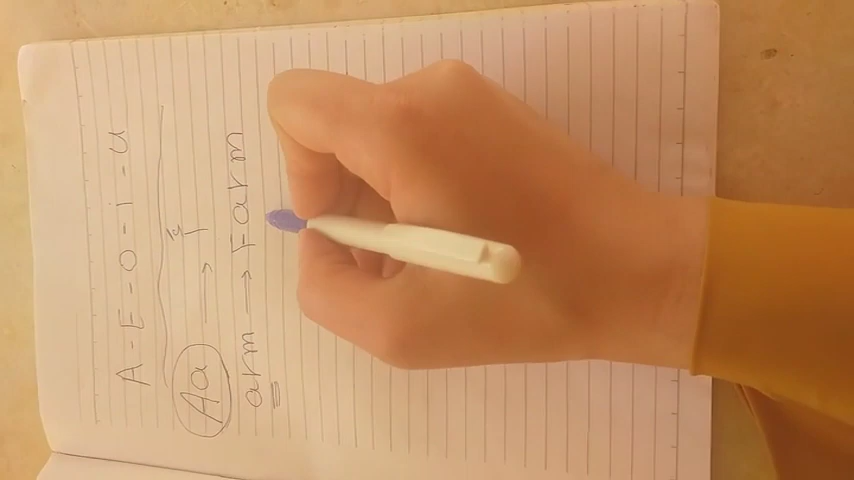 A-E-O-i-u
Aa →
arm → Farm